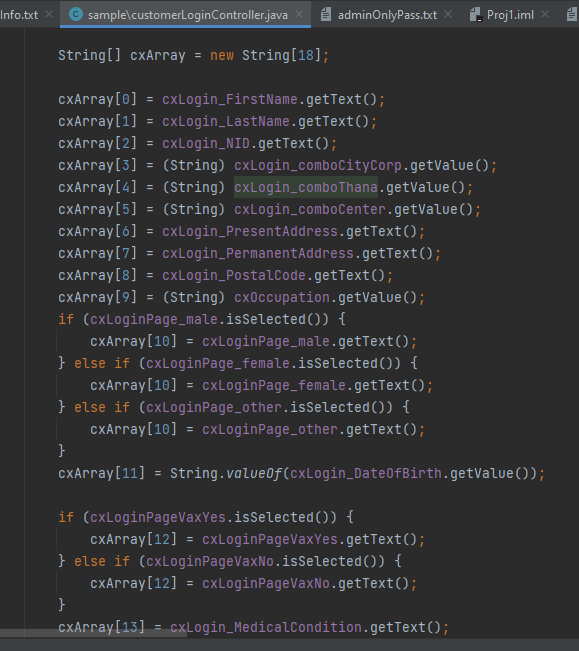 Info.txt sample\customerLoginController.java adminOnlyPass.txt Proj1.iml
String[] cxArray = new String[18];
cxArray[0] = cxLogin_FirstName.getText();
cxArray[1] = cxLogin_LastName.getText();
cxArray[2] = cxLogin_NID.getText();
cxArray[3] = (String) cxLogin_comboCityCorp.getValue();
cxArray[4] = (String) cxLogin_comboThana.getValue();
cxArray[5] = (String) cxLogin_comboCenter.getValue();
cxArray[6] = cxLogin_PresentAddress.getText();
cxArray[7] = cxLogin_PermanentAddress.getText();
cxArray[8] = cxLogin_PostalCode.getText();
cxArray[9] = (String) cxOccupation.getValue();
if (cxLoginPage_male.isSelected()) {
cxArray[10] = cxLoginPage_male.getText();
} else if (cxLoginPage_female.isSelected()) {
cxArray[10] = cxLoginPage_female.getText();
} else if (cxLoginPage_other.isSelected()) {
cxArray[10] = cxLoginPage_other.getText();
}
cxArray[11] = String.valueOf(cxLogin_DateOfBirth.getValue());
if (cxLoginPageVaxYes.isSelected()) {
cxArray[12] = cxLoginPageVaxYes.getText();
} else if (cxLoginPageVaxNo.isSelected()) {
cxArray[12] = cxLoginPageVaxNo.getText();
}
cxArray[13] = cxLogin_MedicalCondition.getText();